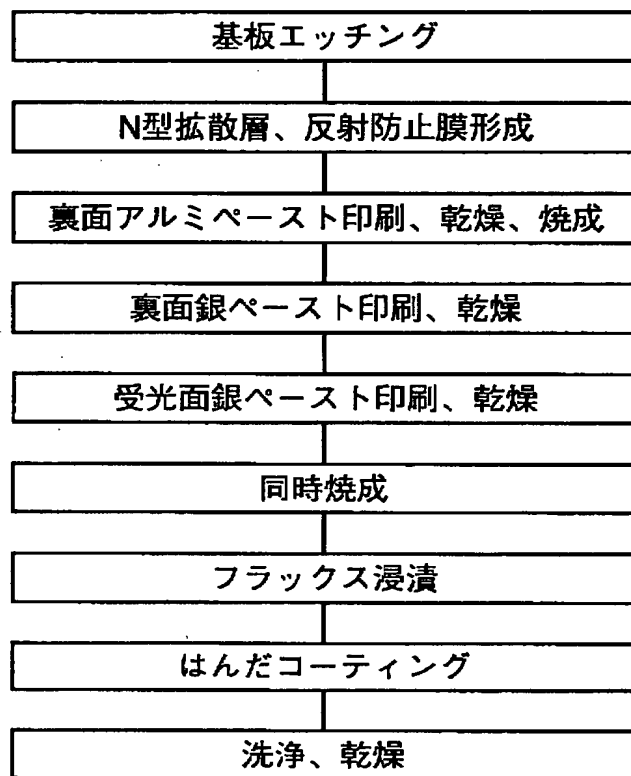 基板エッチング
N型拡散層、反射防止膜形成
裏面アルミペースト印刷、乾燥、焼成
裏面銀ペースト印刷、乾燥
受光面銀ペースト印刷、乾燥
同時焼成
フラックス浸漬
はんだコーティング
洗浄、乾燥